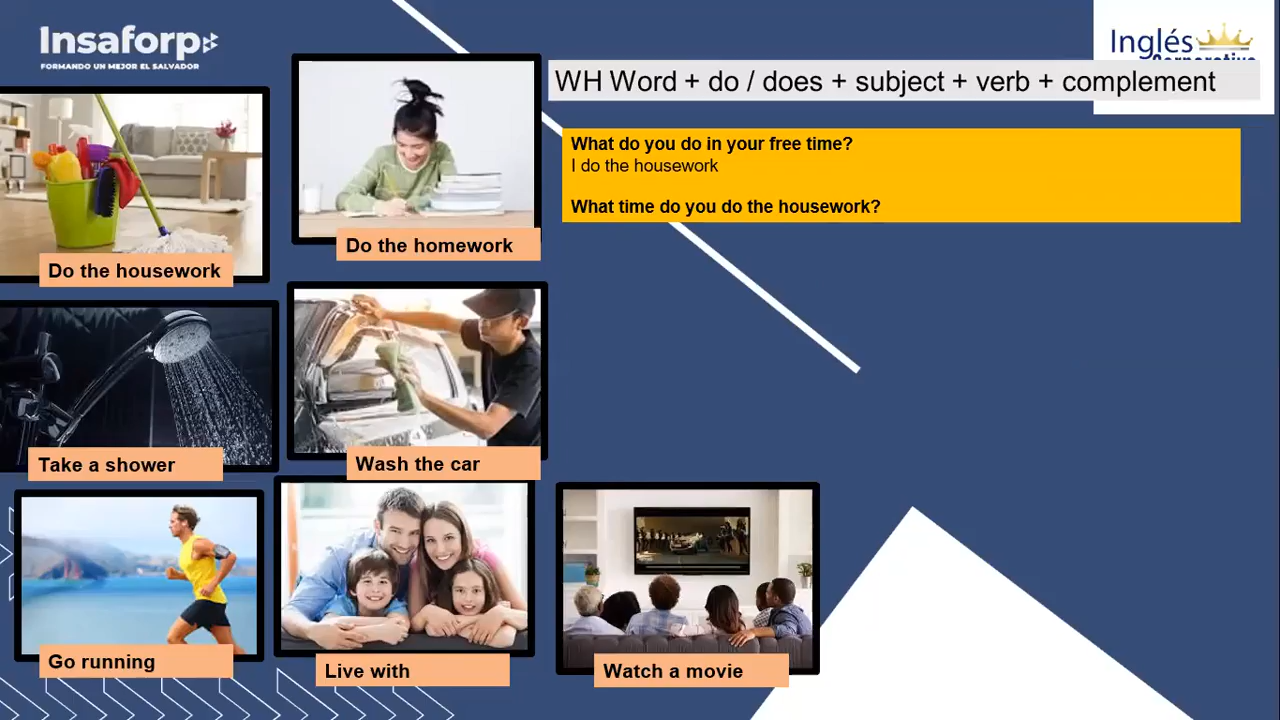 Insaforp
FORMANDO UN MEJOR EL SALVADOR
Inglés
WH Word + do / does + subject + verb + complement
What do you do in your free time?
I do the housework
What time do you do the housework?
Do the housework
Do the homework
Take a shower
Wash the car
Go running
Live with
Watch a movie